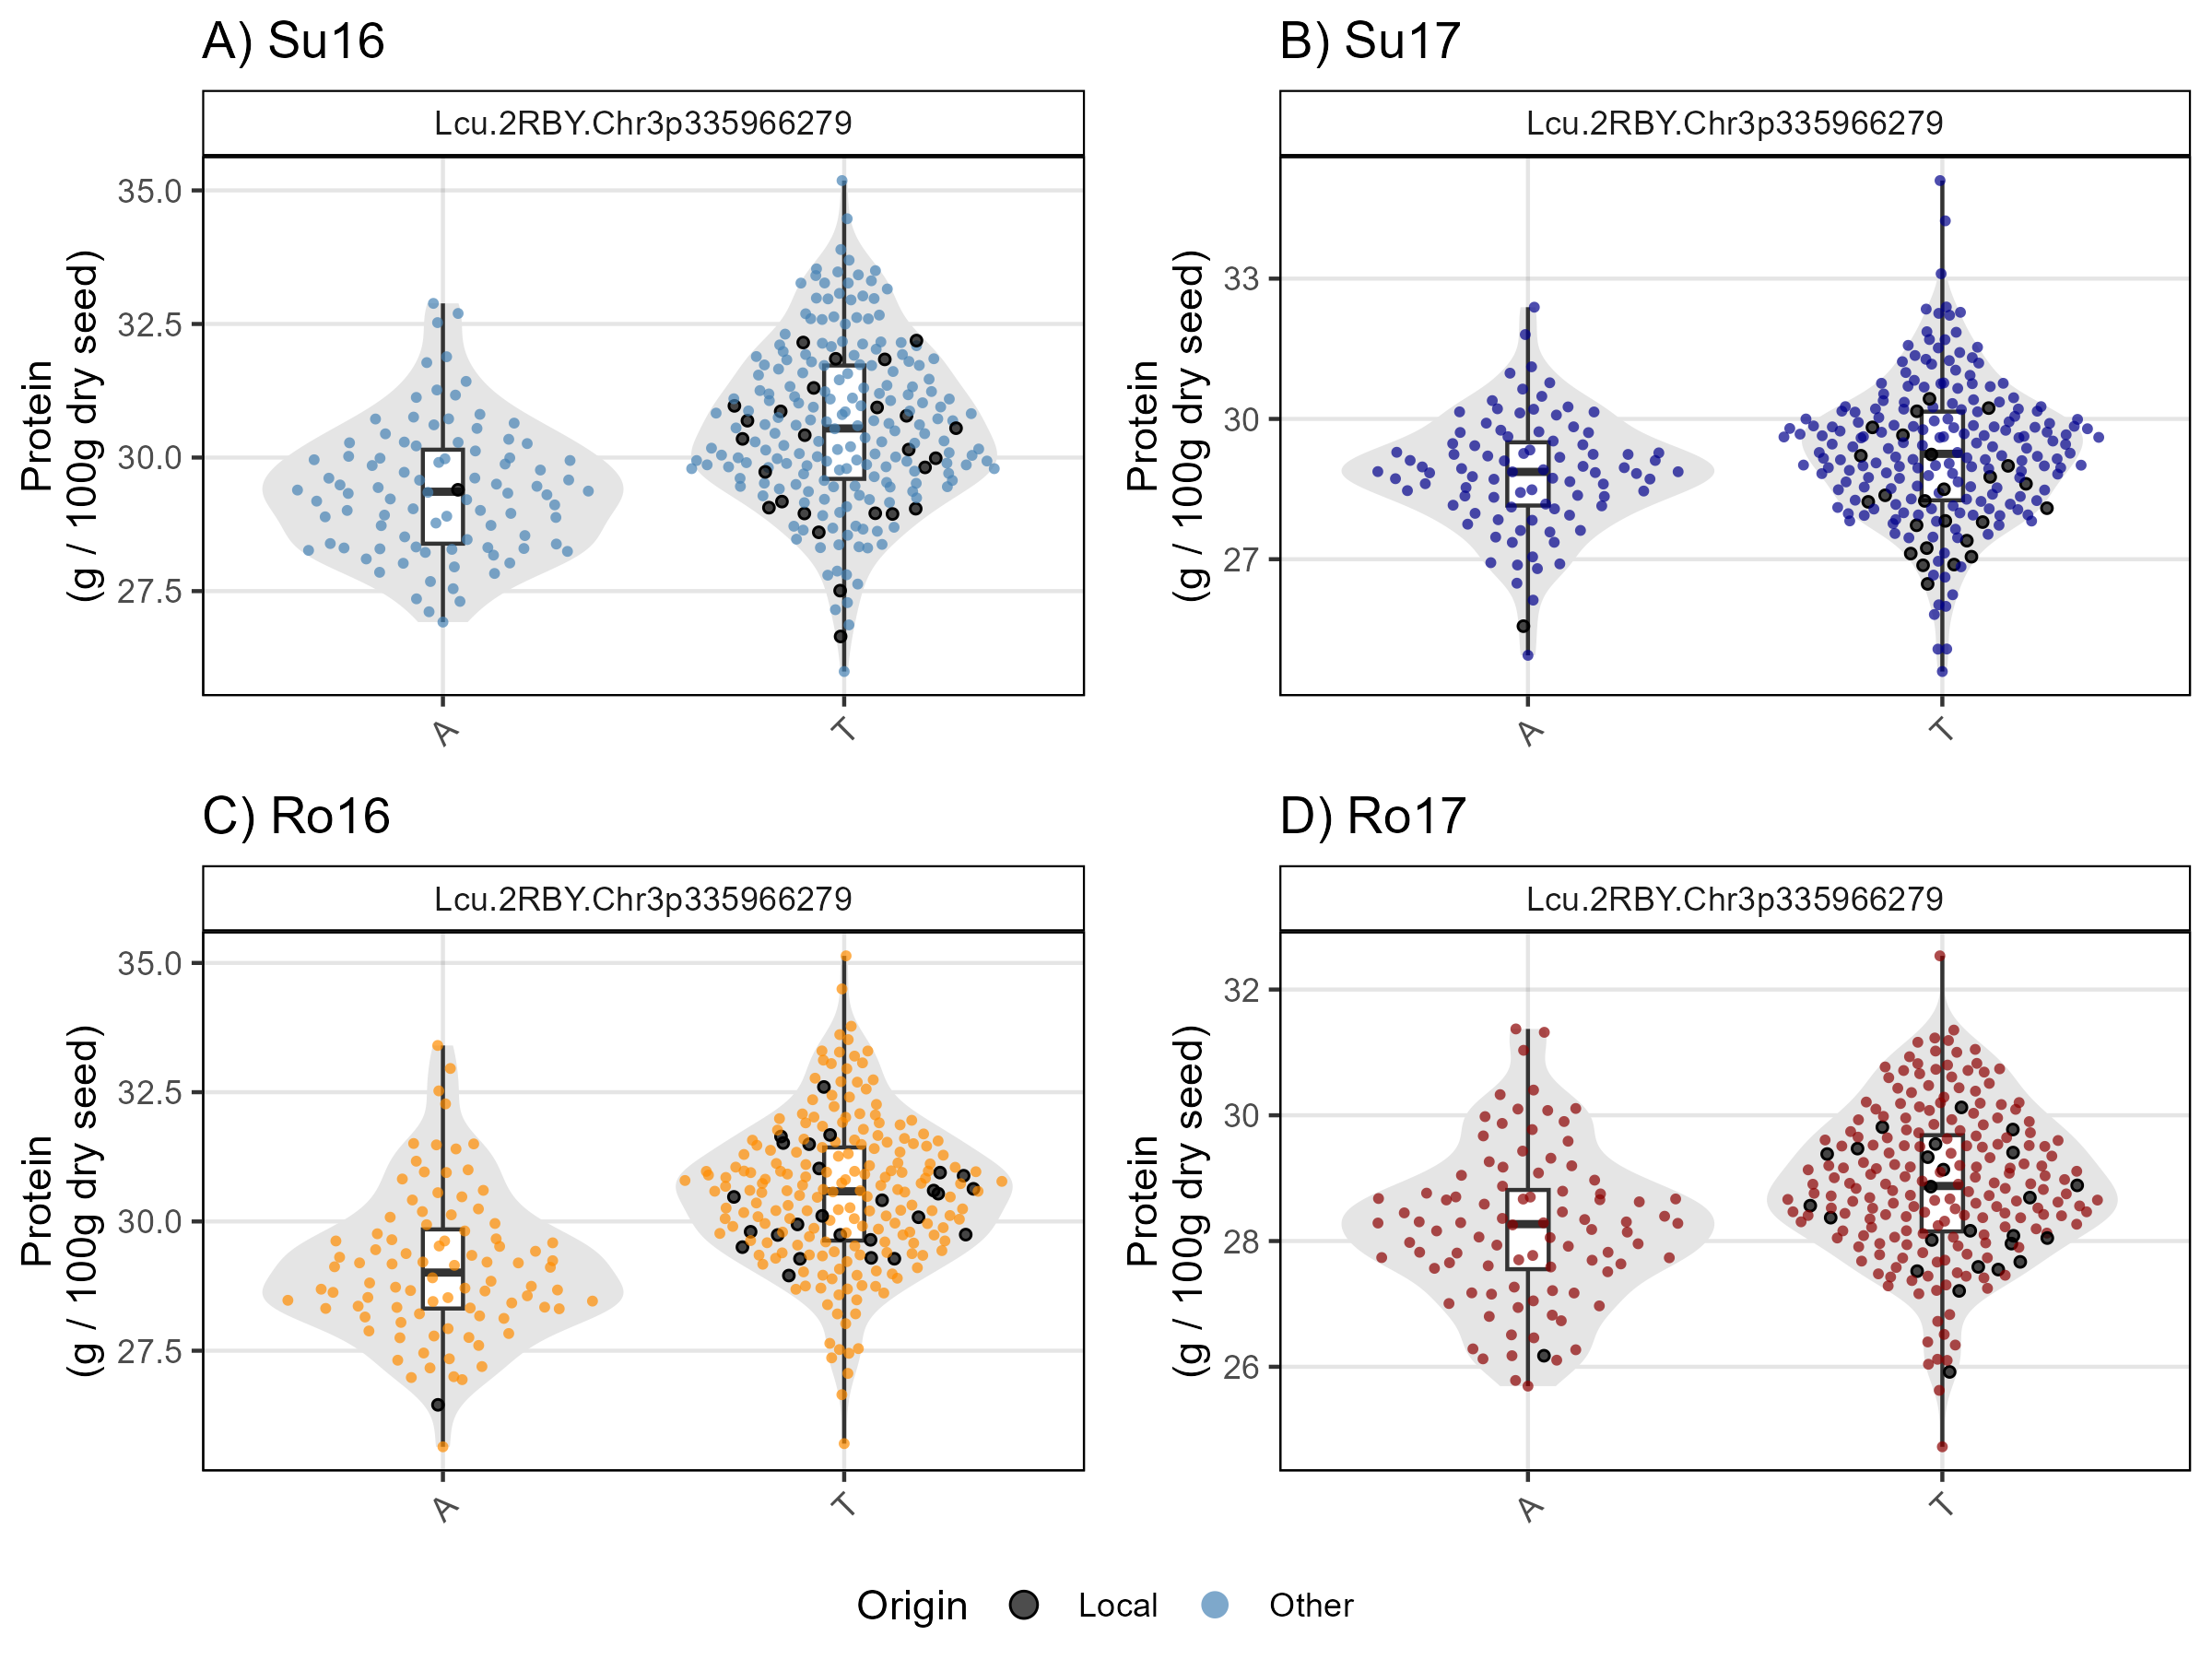 A) Su16
Lcu.2RBY.Chr3p335966279
Protein
(g / 100g dry seed)
35.0
32.5
30.0
27.5
A
T
B) Su17
Lcu.2RBY.Chr3p335966279
Protein
(g / 100g dry seed)
33
30
27
A
T
C) Ro16
Lcu.2RBY.Chr3p335966279
Protein
(g / 100g dry seed)
35.0
32.5
30.0
27.5
A
T
D) Ro17
Lcu.2RBY.Chr3p335966279
Protein
(g / 100g dry seed)
32
30
28
26
A
T
Origin Local Other